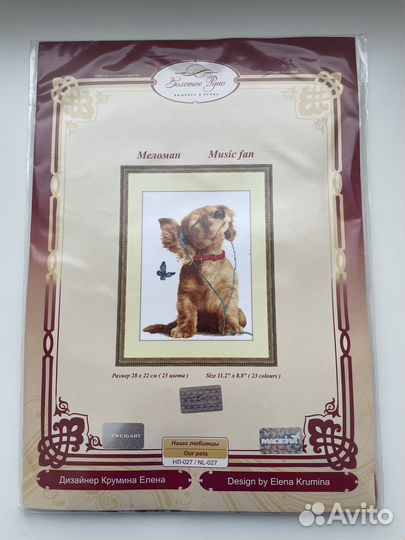 Золотое Руно
Меломан Music fan
Размер 28 х 22 см ( 23 цвета ) Size 11.2" x 8.8" ( 23 colours )
ZWEIGART
MADEIRA
Наши любимцы
Our pets
НЛ-027 / NL-027
Дизайнер Крумина Елена Design by Elena Krumina
Avito